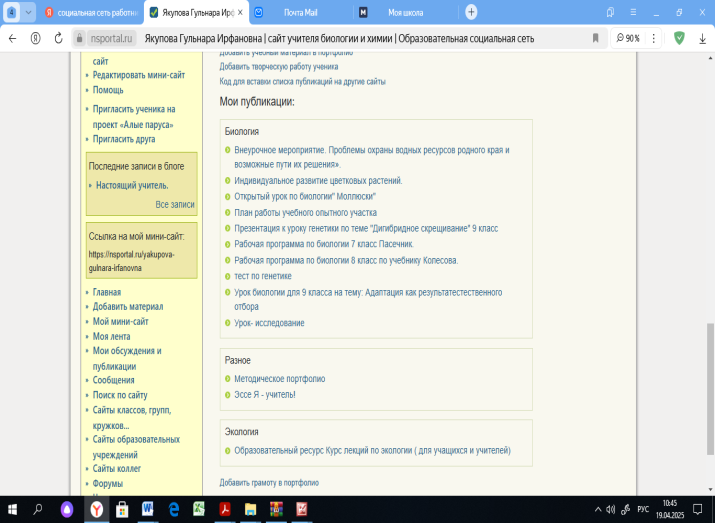 4
социальная сеть работни
Якупова Гульнара Ирф
Почта Mail
Моя школа
nsportal.ru
Якупова Гульнара Ирфановна | сайт учителя биологии и химии | Образовательная социальная сеть
90%
сайт
Редактировать мини-сайт
Помощь
Пригласить ученика на
проект «Алые паруса»
Пригласить друга
Последние записи в блоге
Настоящий учитель.
Все записи
Ссылка на мой мини-сайт:
https://nsportal.ru/yakupova-
gulnara-irfanovna
Главная
Добавить материал
Мой мини-сайт
Моя лента
Мои обсуждения и
публикации
Сообщения
Поиск по сайту
Сайты классов, групп,
кружков...
Сайты образовательных
учреждений
Сайты коллег
Форумы
Добавить учебный материал в портфолио
Добавить творческую работу ученика
Код для вставки списка публикаций на другие сайты
Мои публикации:
Биология
Внеурочное мероприятие. Проблемы охраны водных ресурсов родного края и
возможные пути их решения».
Индивидуальное развитие цветковых растений.
Открытый урок по биологии" Моллюски"
План работы учебного опытного участка
Презентация к уроку генетики по теме "Дигибридное скрещивание" 9 класс
Рабочая программа по биологии 7 класс Пасечник.
Рабочая программа по биологии 8 класс по учебнику Колесова.
тест по генетике
Урок биологии для 9 класса на тему: Адаптация как результатестественного
отбора
Урок- исследование
Разное
Методическое портфолио
Эссе Я - учитель!
Экология
Образовательный ресурс Курс лекций по экологии ( для учащихся и учителей)
Добавить грамоту в портфолио
РУС
10:45
19.04.2025